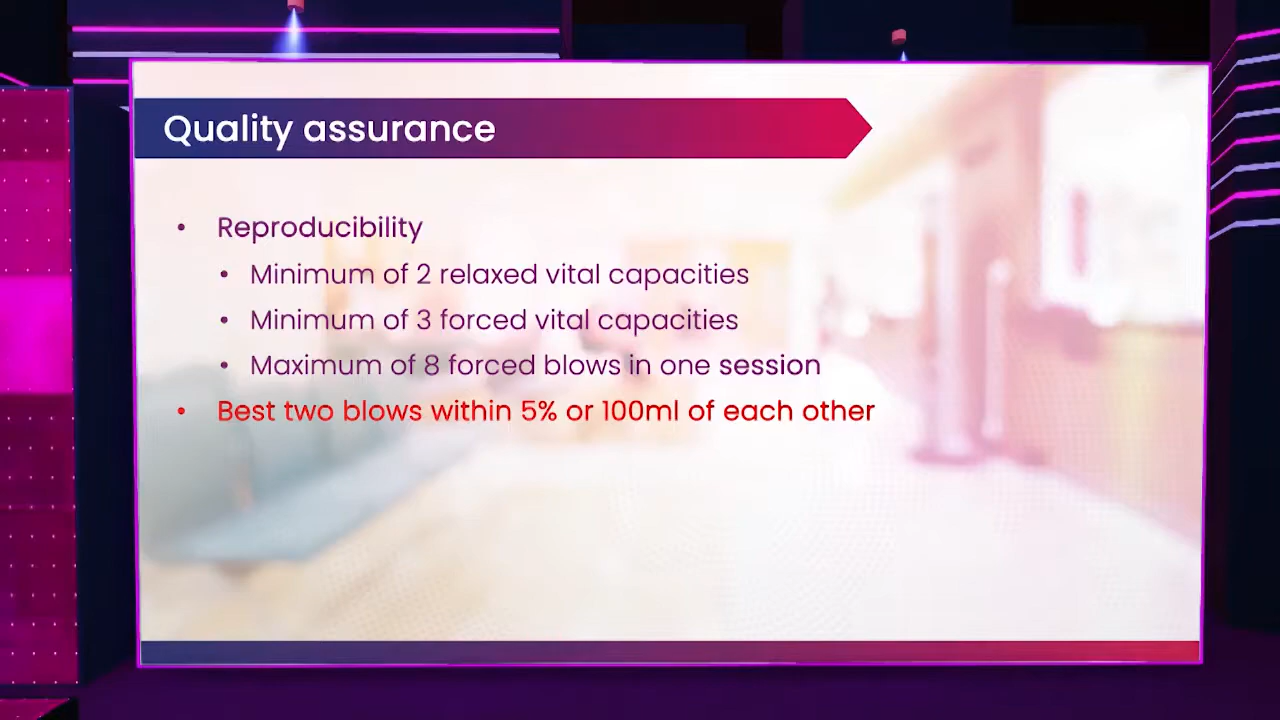 Quality assurance
• Reproducibility
• Minimum of 2 relaxed vital capacities
• Minimum of 3 forced vital capacities
• Maximum of 8 forced blows in one session
• Best two blows within 5% or 100ml of each other